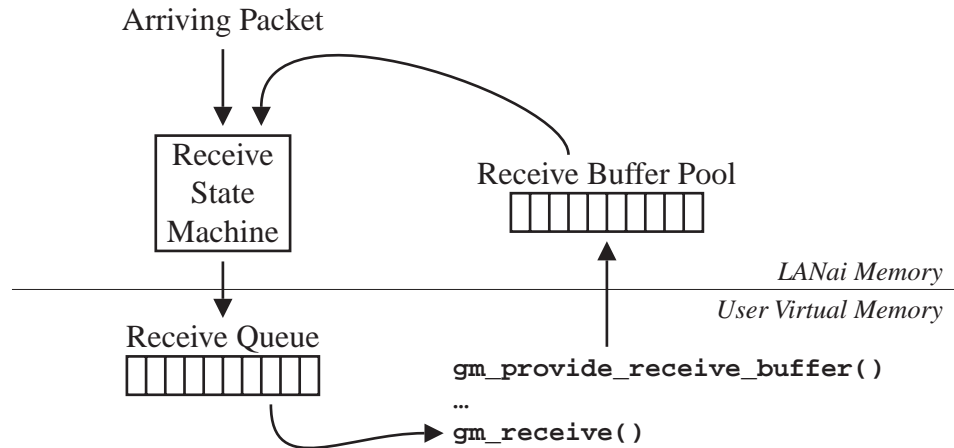 Arriving Packet
Receive
State
Machine
Receive Buffer Pool
LANai Memory
User Virtual Memory
Receive Queue
gm_provide_receive_buffer()
…
gm_receive()